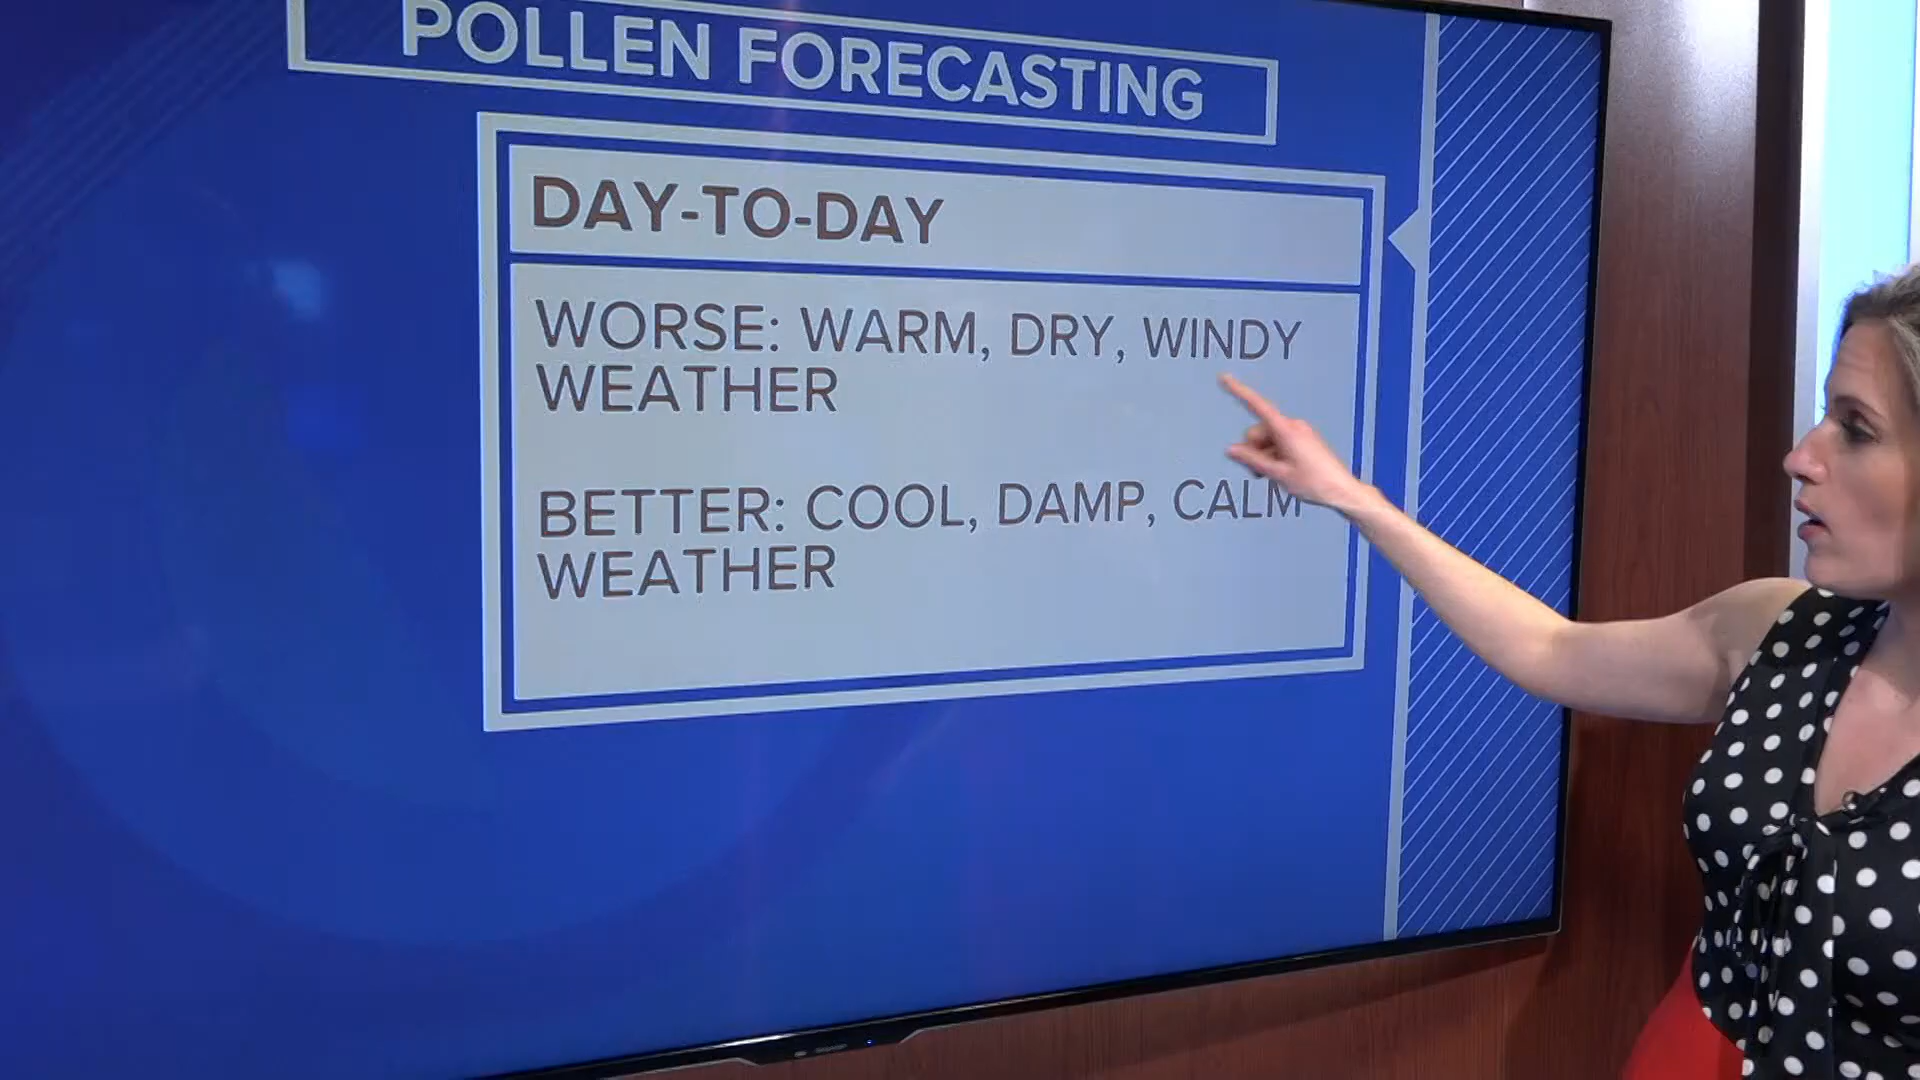 POLLEN FORECASTING
DAY-TO-DAY
WORSE: WARM, DRY, WINDY
WEATHER
BETTER: COOL, DAMP, CALM
WEATHER